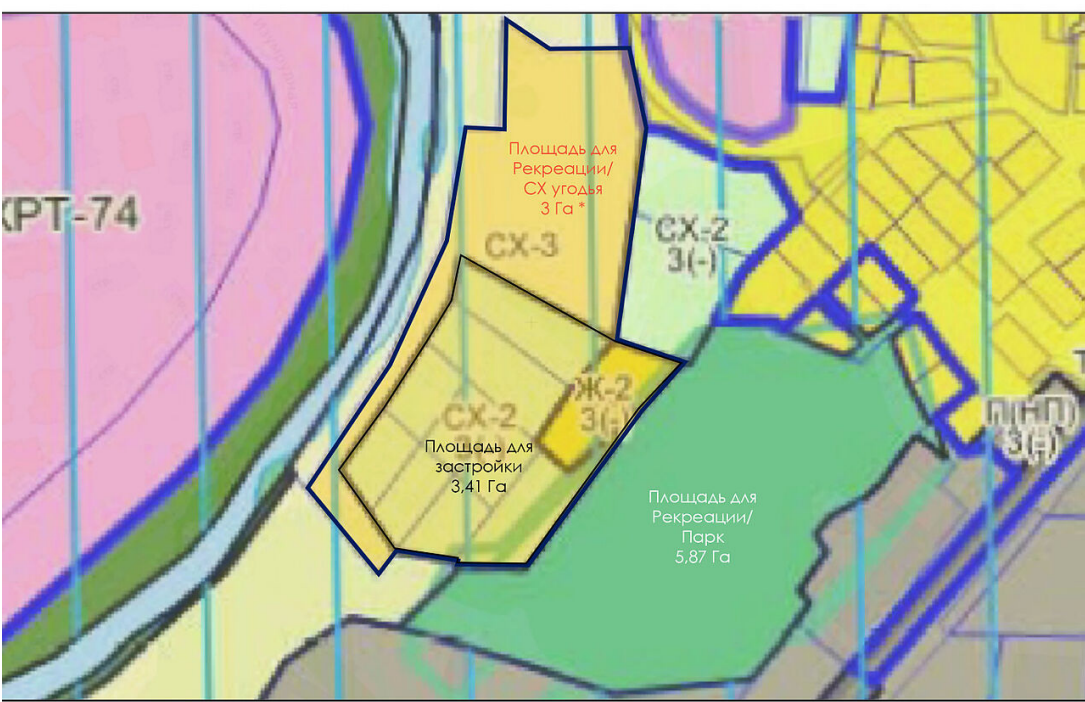 Площадь для
Рекреации/
СХ угодья
3 Га *
КРТ-74
СХ-2
3(-)
СХ-3
Ж-2
3(-)
СХ-2
Площадь для
застройки
3,41 Га
П(НП)
3(-)
Площадь для
Рекреации/
Парк
5,87 Га